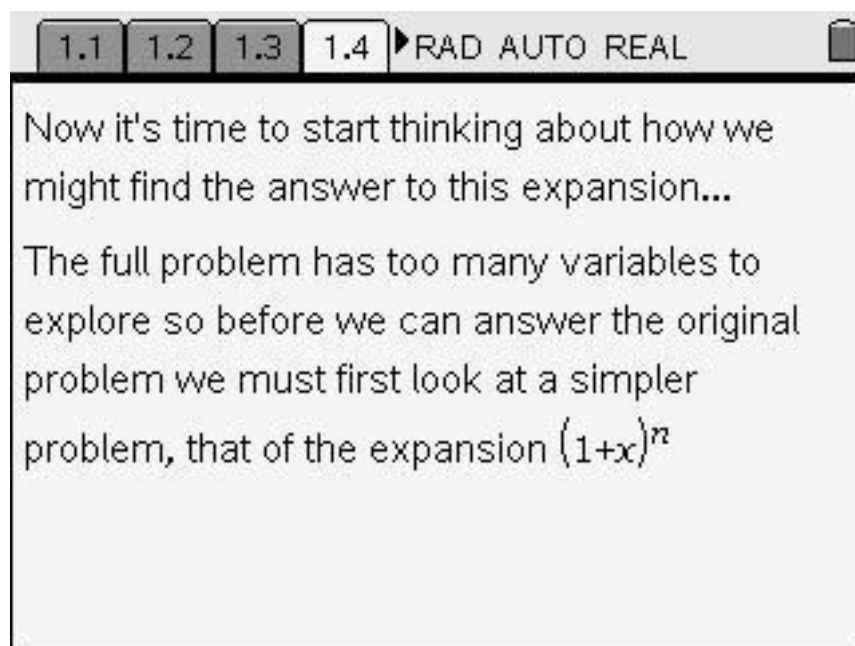 1.1 1.2 1.3 1.4 RAD AUTO REAL
Now it's time to start thinking about how we
might find the answer to this expansion...
The full problem has too many variables to
explore so before we can answer the original
problem we must first look at a simpler
problem, that of the expansion (1+x)^n